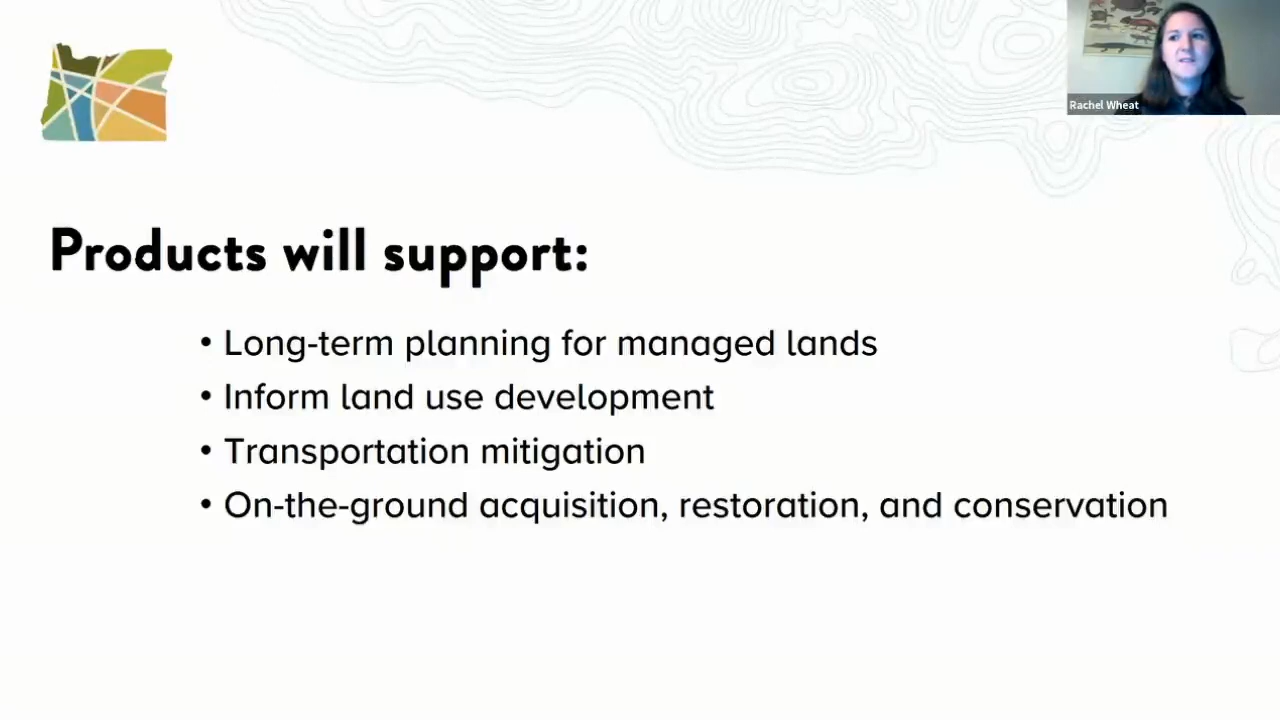 Rachel Wheat
Products will support:
• Long-term planning for managed lands
• Inform land use development
• Transportation mitigation
• On-the-ground acquisition, restoration, and conservation